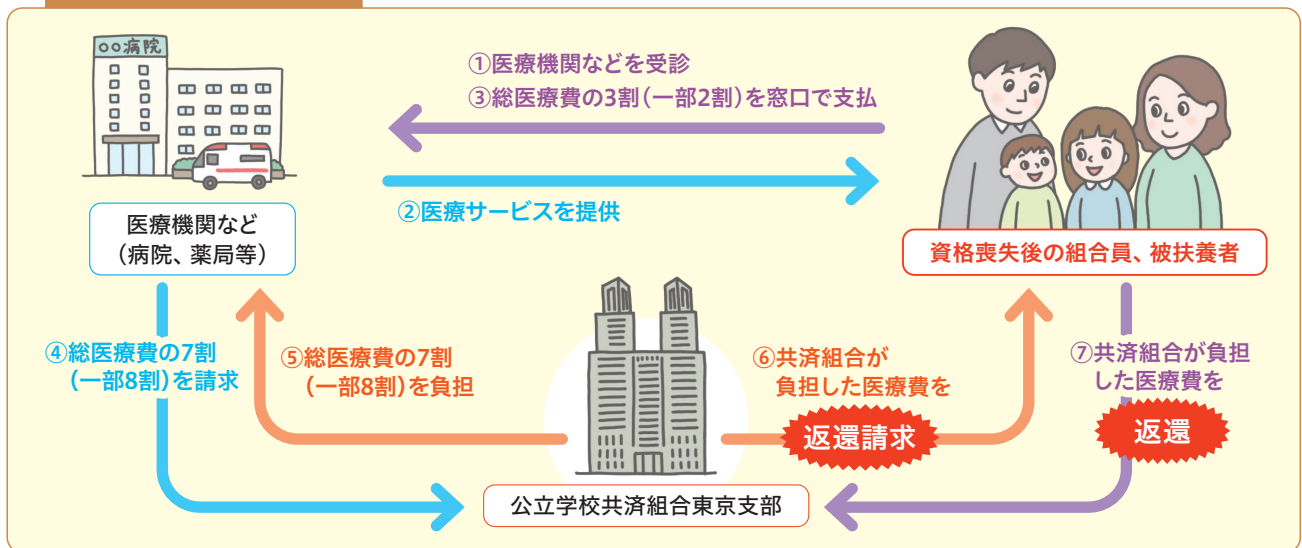 ○○病院
①医療機関などを受診
③総医療費の3割（一部2割）を窓口で支払
②医療サービスを提供
医療機関など
（病院、薬局等）
資格喪失後の組合員、被扶養者
④総医療費の7割
（一部8割）を請求
⑤総医療費の7割
（一部8割）を負担
⑥共済組合が
負担した医療費を
返還請求
⑦共済組合が負担
した医療費を
返還
公立学校共済組合東京支部